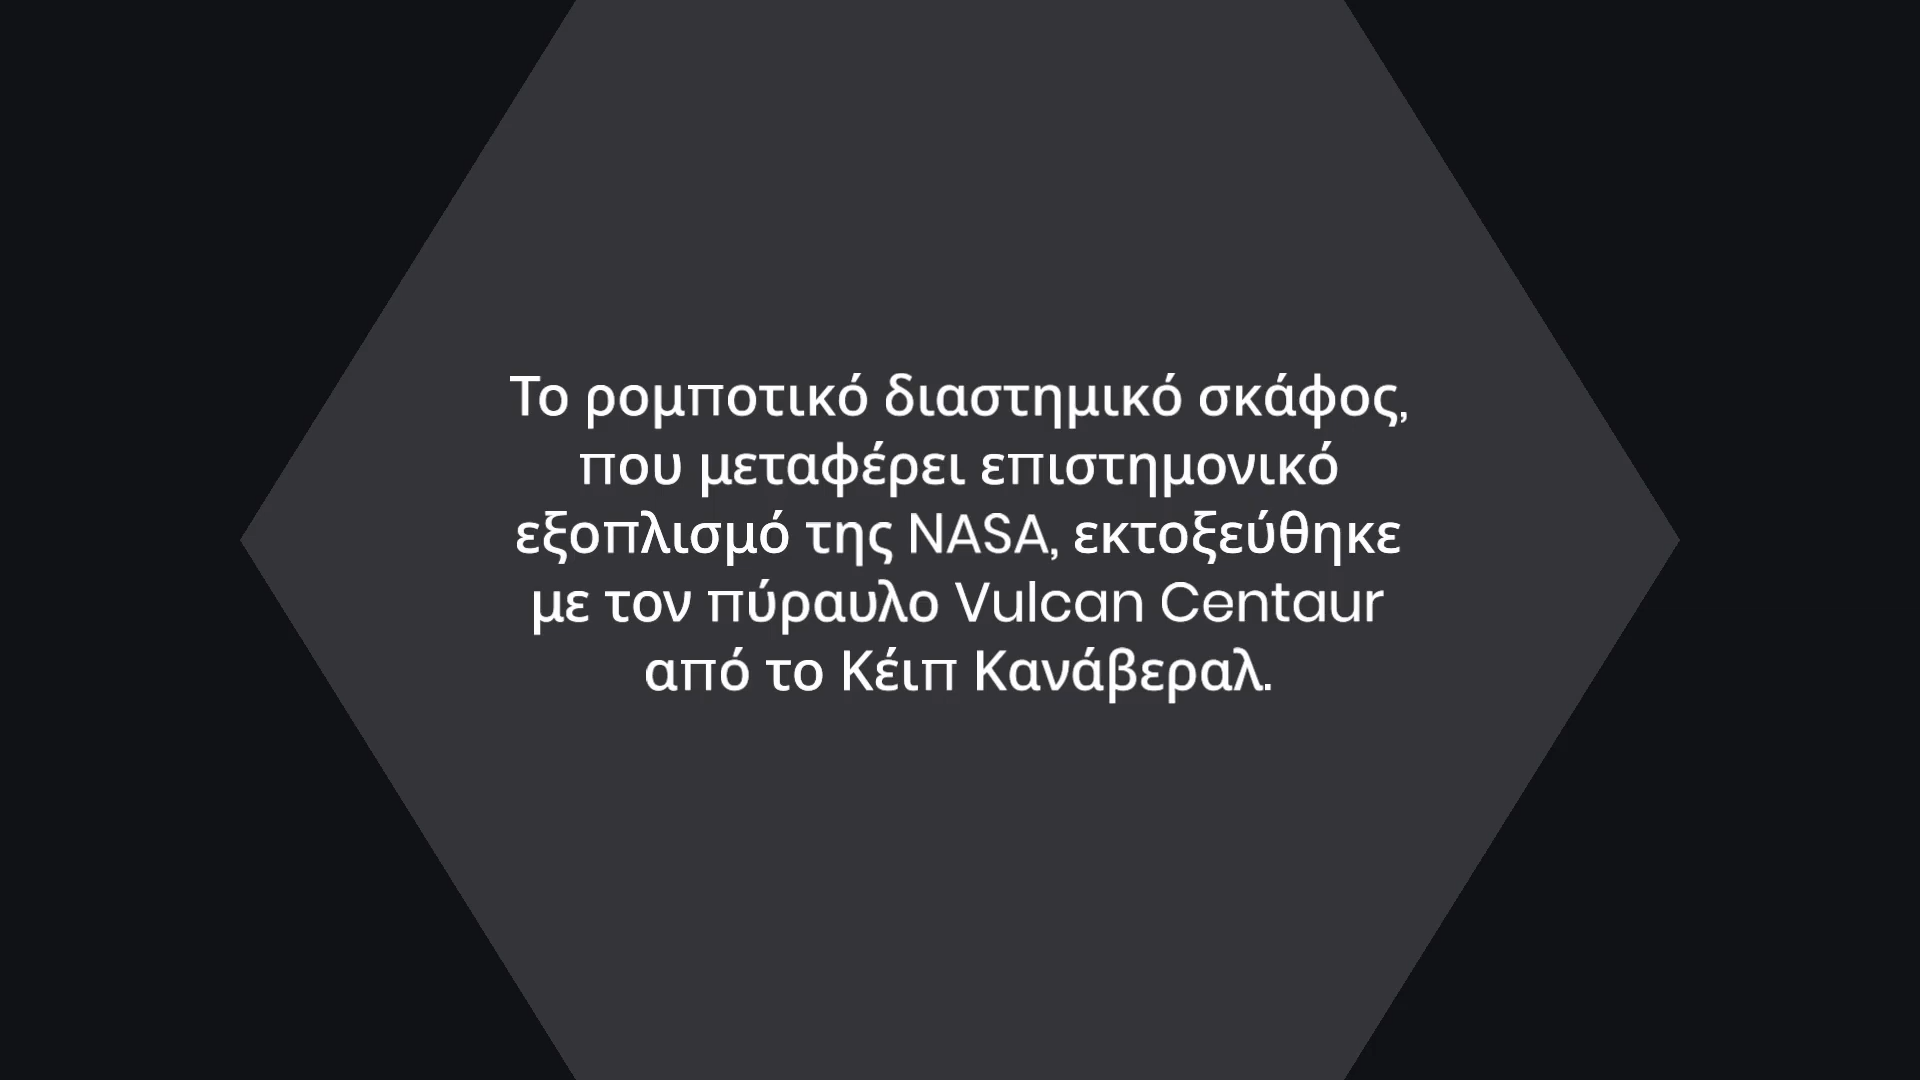 Το ρομποτικό διαστημικό σκάφος,
που μεταφέρει επιστημονικό
εξοπλισμό της NASA, εκτοξεύθηκε
με τον πύραυλο Vulcan Centaur
από το Κέιπ Κανάβεραλ.